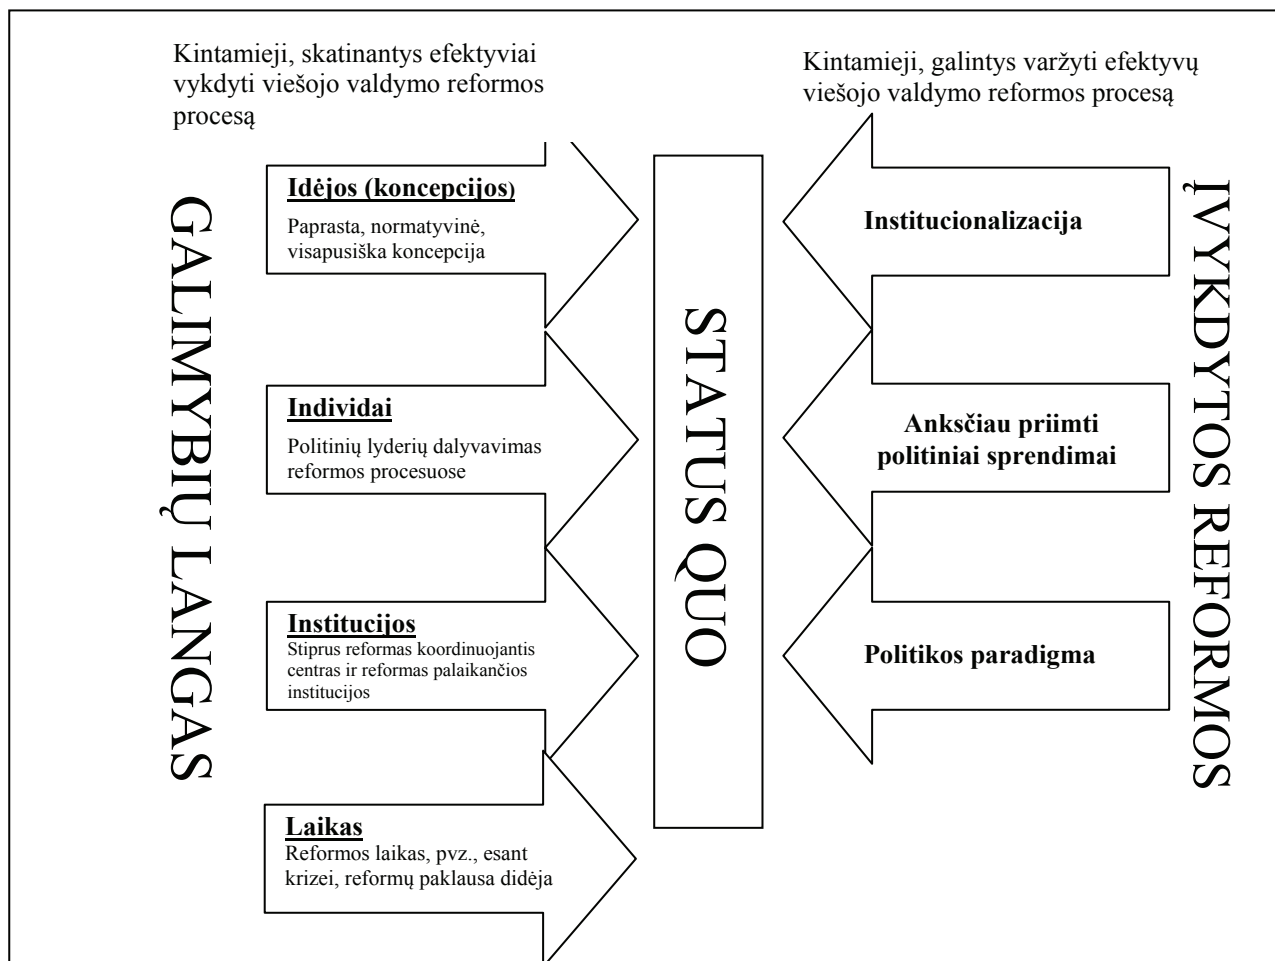 Kintamieji, skatinantys efektyviai
vykdyti viešojo valdymo reformos
procesą
Kintamieji, galintys varžyti efektyvų
viešojo valdymo reformos procesą
GALIMYBIŲ LANGAS
Idėjos (koncepcijos)
Paprasta, normatyvinė,
visapusiška koncepcija
Individai
Politinių lyderių dalyvavimas
reformos procesuose
Institucijos
Stiprus reformas koordinuojantis
centras ir reformas palaikančios
institucijos
Laikas
Reformos laikas, pvz., esant
krizei, reformų paklausa didėja
STATUS QUO
Institucionalizacija
Anksčiau priimti
politiniai sprendimai
Politikos paradigma
ĮVYKDYTOS REFORMOS